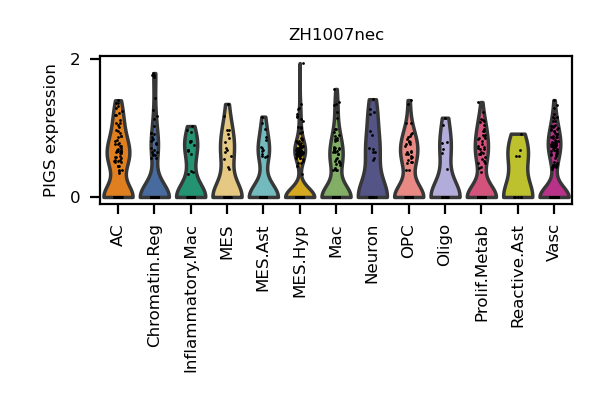 ZH1007nec
PIGS expression
2
0
AC
Chromatin.Reg
Inflammatory.Mac
MES
MES.Ast
MES.Hyp
Mac
Neuron
OPC
Oligo
Prolif.Metab
Reactive.Ast
Vasc